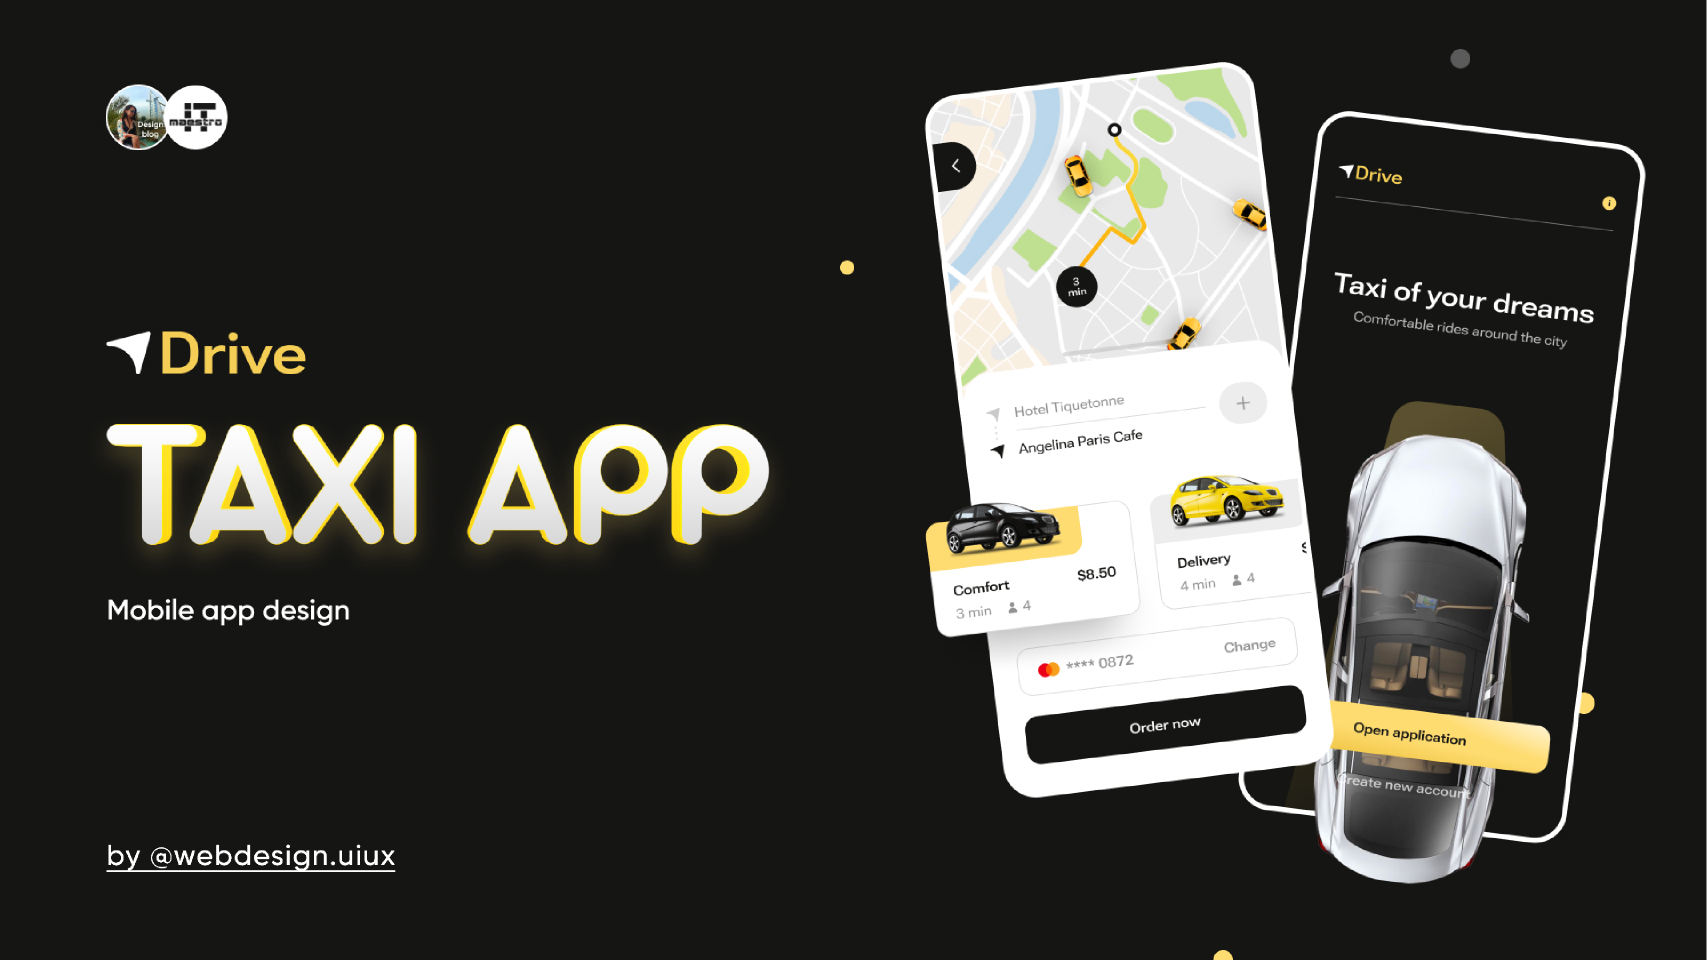 Design
blog
IT
maestro
Drive
TAXI APP
Mobile app design
by @webdesign.uiux
3
min
Hotel Tiquetonne
+
Angelina Paris Cafe
Comfort
$8.50
3 min
4
Delivery
$
4 min
4
**** 0872
Change
Order now
Drive
i
Taxi of your dreams
Comfortable rides around the city
Open application
Create new account